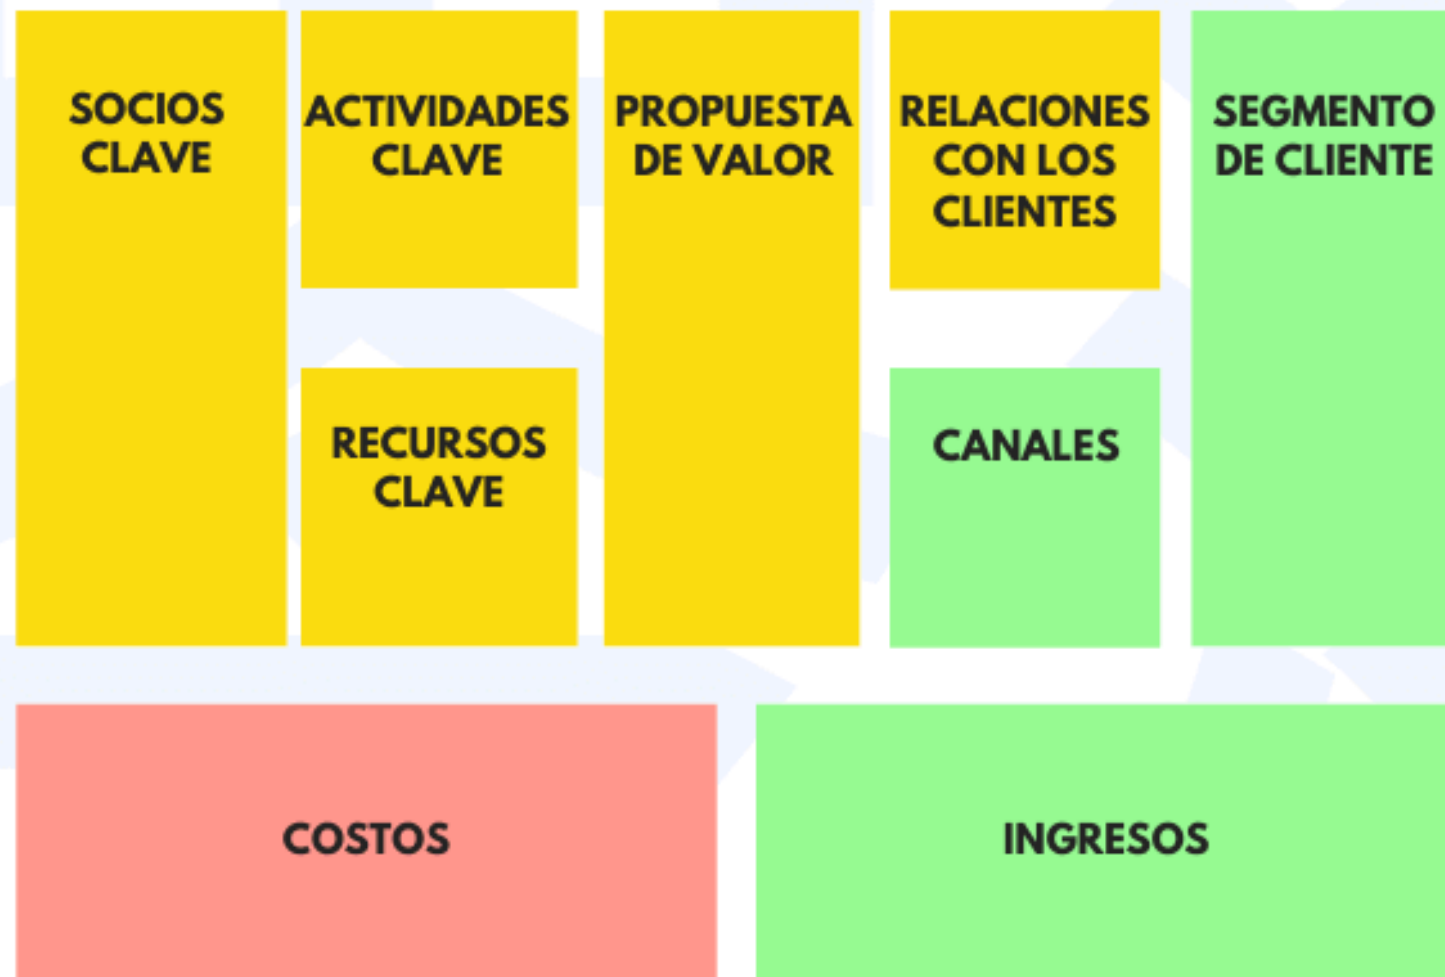 SOCIOS
CLAVE
ACTIVIDADES
CLAVE
PROPUESTA
DE VALOR
RELACIONES
CON LOS
CLIENTES
SEGMENTO
DE CLIENTE
RECURSOS
CLAVE
CANALES
COSTOS
INGRESOS